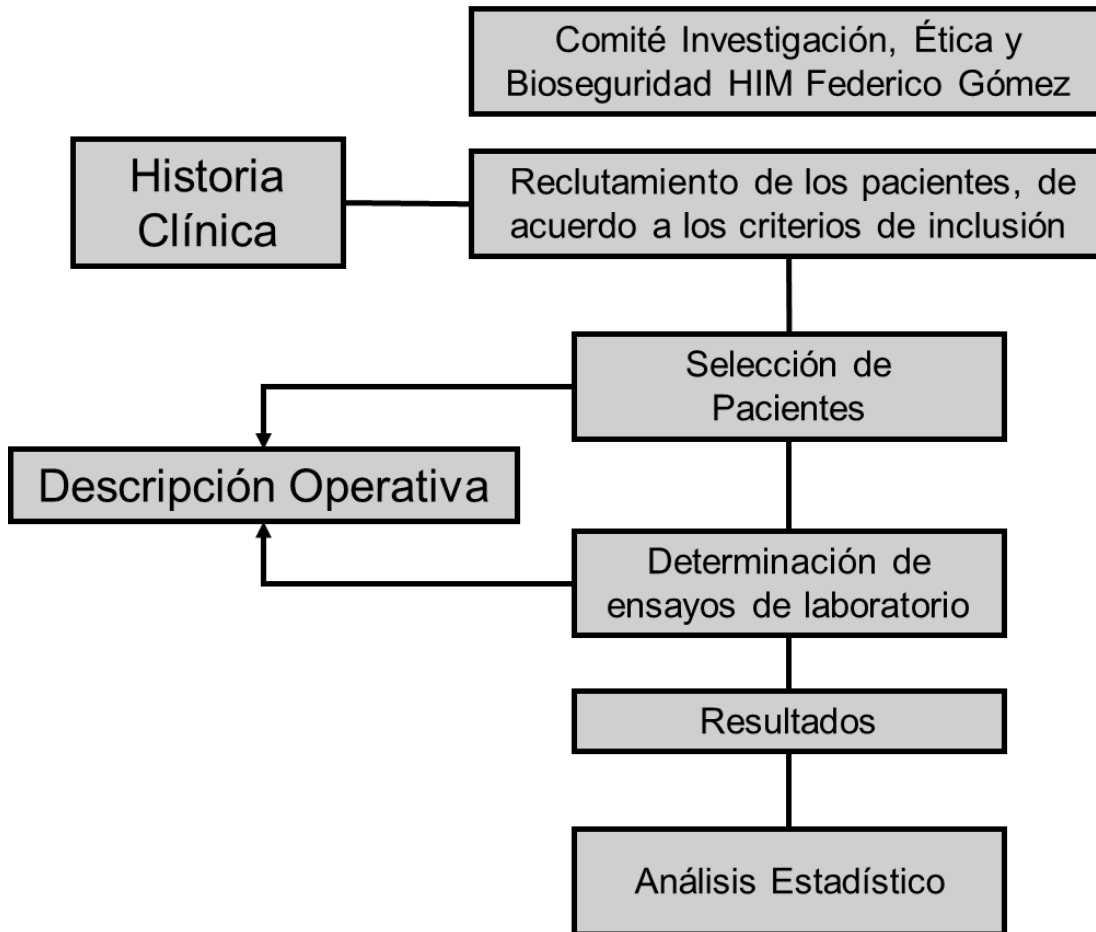 Comité Investigación, Ética y
Bioseguridad HIM Federico Gómez
Historia
Clínica
Reclutamiento de los pacientes, de
acuerdo a los criterios de inclusión
Selección de
Pacientes
Descripción Operativa
Determinación de
ensayos de laboratorio
Resultados
Análisis Estadístico